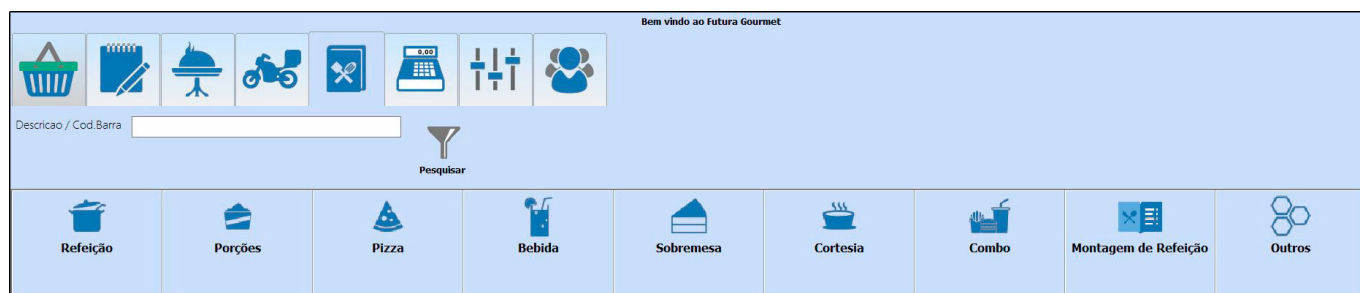 Bem vindo ao Futura Gourmet
0,00
Descricao / Cod.Barra
Pesquisar
Refeição
Porções
Pizza
Bebida
Sobremesa
Cortesia
Combo
Montagem de Refeição
Outros